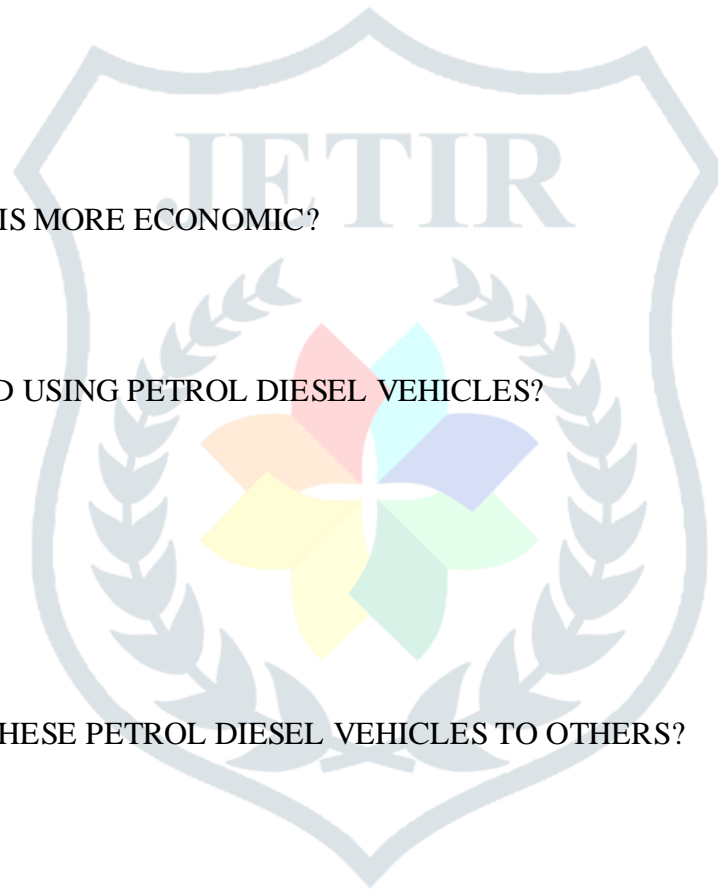 JETIR
IS MORE ECONOMIC?
D USING PETROL DIESEL VEHICLES?
HESE PETROL DIESEL VEHICLES TO OTHERS?